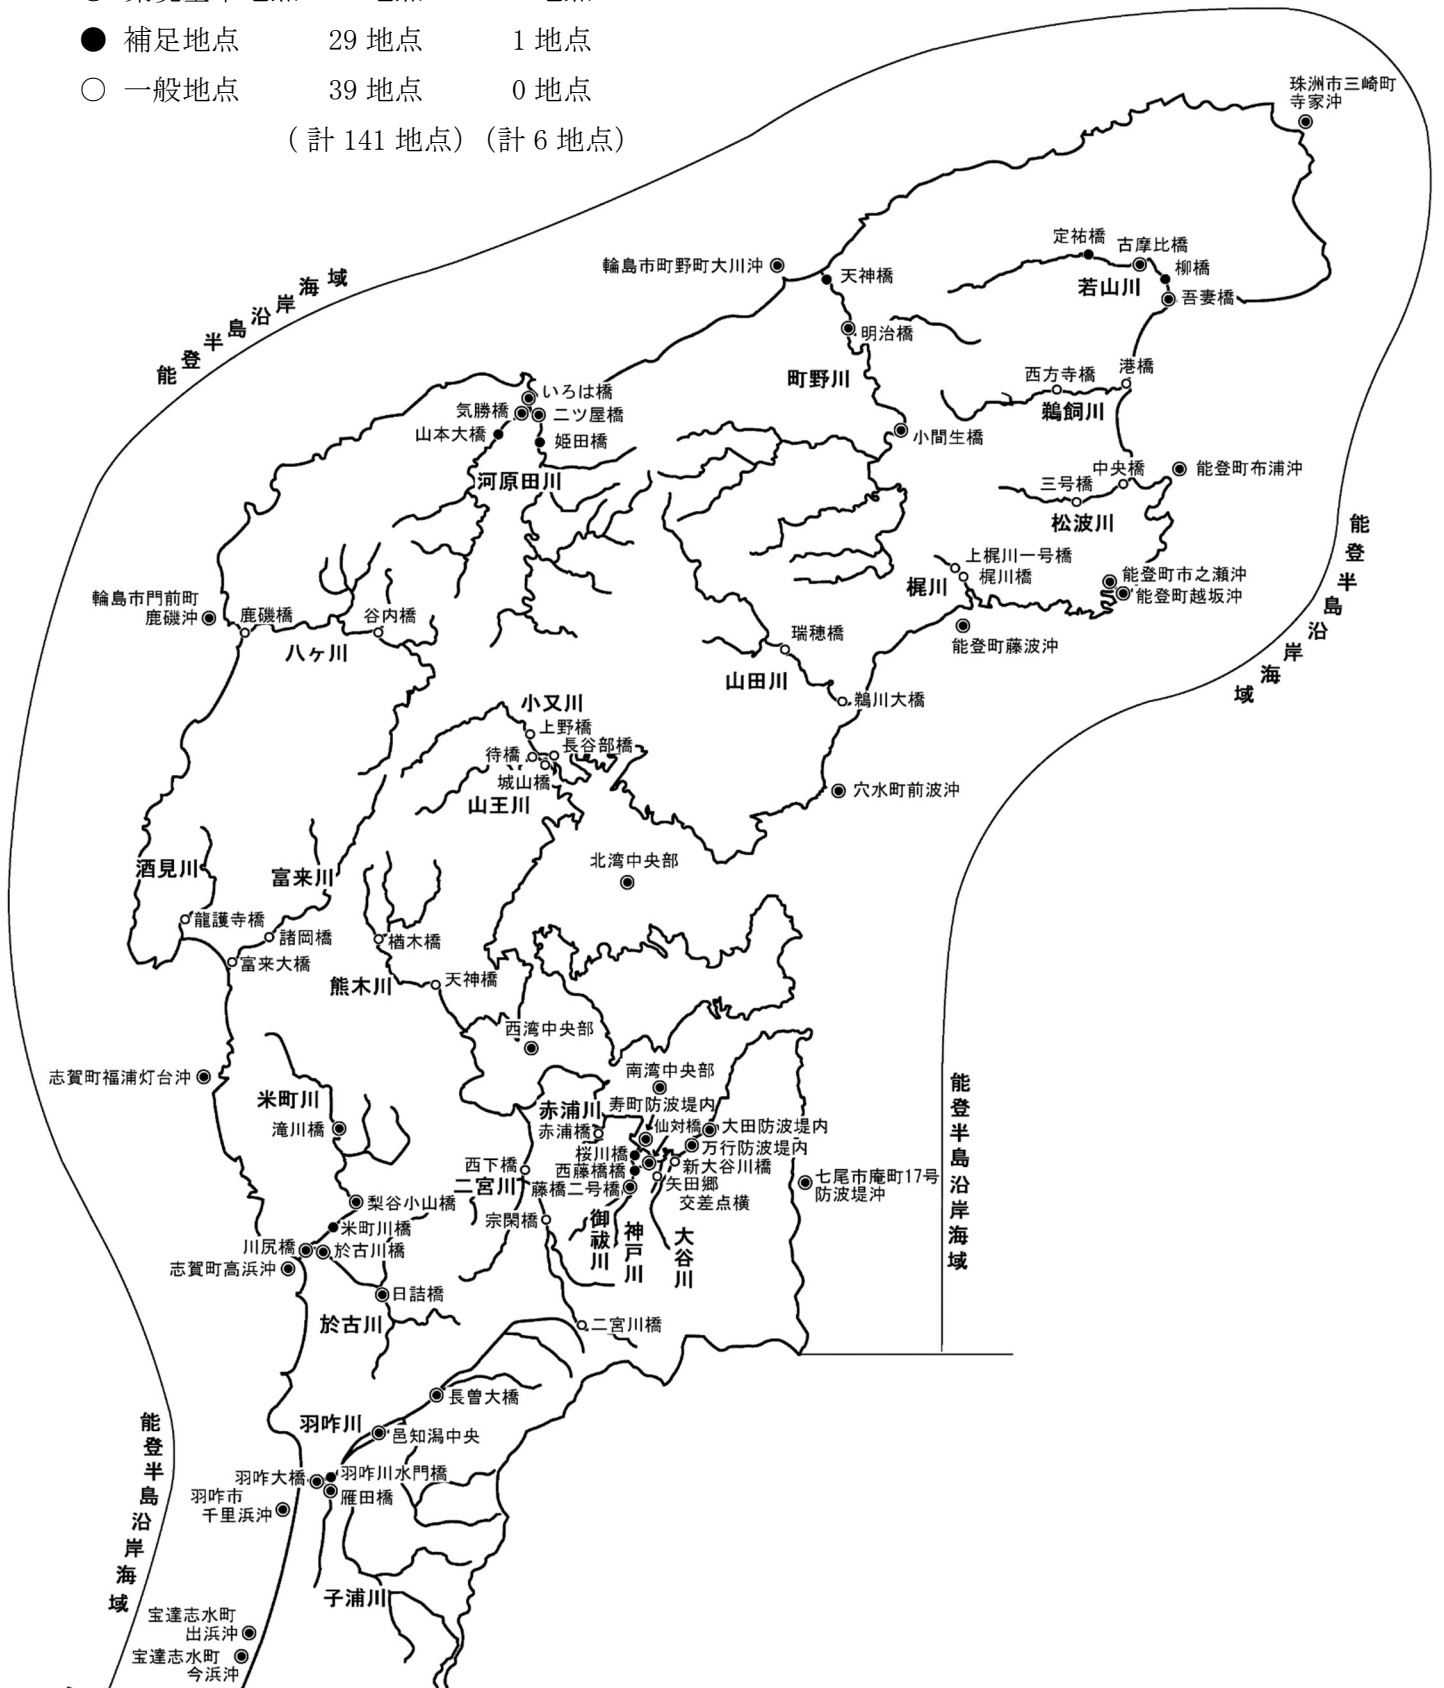 ● 補足地点 29 地点 1 地点
○ 一般地点 39 地点 0 地点
(計 141 地点) (計 6 地点)
珠洲市三崎町
寺家沖
能登半島沿岸海域
輪島市町野町大川沖
天神橋
定祐橋
古摩比橋
柳橋
若山川
吾妻橋
明治橋
町野川
西方寺橋
港橋
鵜飼川
いろは橋
気勝橋
二ツ屋橋
山本大橋
姫田橋
小間生橋
河原田川
中央橋
能登町布浦沖
三号橋
松波川
能登半島沿岸海域
上梶川一号橋
梶川橋
梶川
能登町市之瀬沖
能登町越坂沖
輪島市門前町
鹿磯沖
鹿磯橋
谷内橋
八ヶ川
瑞穂橋
能登町藤波沖
山田川
鵜川大橋
小又川
上野橋
待橋
長谷部橋
城山橋
山王川
穴水町前波沖
酒見川
富来川
北湾中央部
龍護寺橋
諸岡橋
楢木橋
富来大橋
熊木川
天神橋
西湾中央部
志賀町福浦灯台沖
南湾中央部
米町川
赤浦川
寿町防波堤内
滝川橋
赤浦橋
仙対橋
大田防波堤内
桜川橋
万行防波堤内
西下橋
西藤橋橋
新大谷川橋
二宮川
藤橋二号橋
矢田郷
交差点横
七尾市庵町17号
防波堤沖
能登半島沿岸海域
梨谷小山橋
米町川橋
宗閑橋
御祓川
神戸川
大谷川
川尻橋
於古川橋
志賀町高浜沖
日詰橋
於古川
二宮川橋
長曽大橋
羽咋川
邑知潟中央
能登半島沿岸海域
羽咋大橋
羽咋川水門橋
羽咋市
千里浜沖
雁田橋
子浦川
宝達志水町
出浜沖
宝達志水町
今浜沖